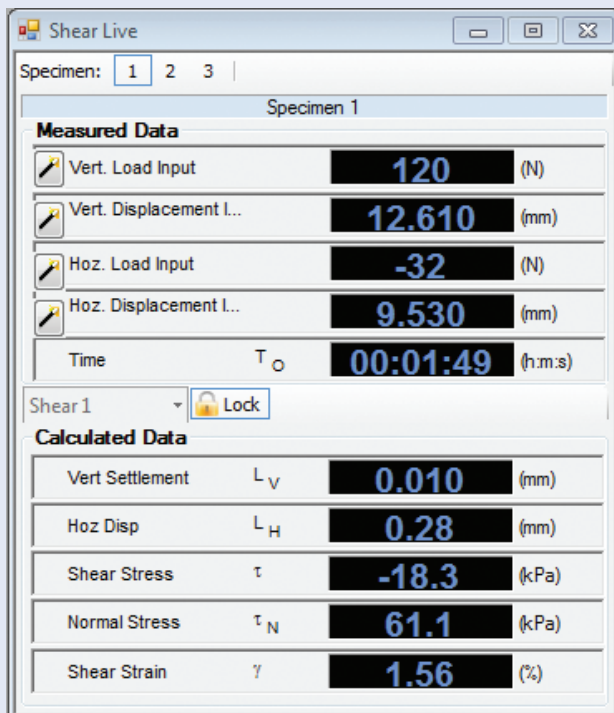 Shear Live
Specimen: 1 2 3
Specimen 1
Measured Data
Vert. Load Input 120 (N)
Vert. Displacement I... 12.610 (mm)
Hoz. Load Input -32 (N)
Hoz. Displacement I... 9.530 (mm)
Time T O 00:01:49 (h:m:s)
Shear 1 Lock
Calculated Data
Vert Settlement L V 0.010 (mm)
Hoz Disp L H 0.28 (mm)
Shear Stress τ -18.3 (kPa)
Normal Stress τ N 61.1 (kPa)
Shear Strain γ 1.56 (%)